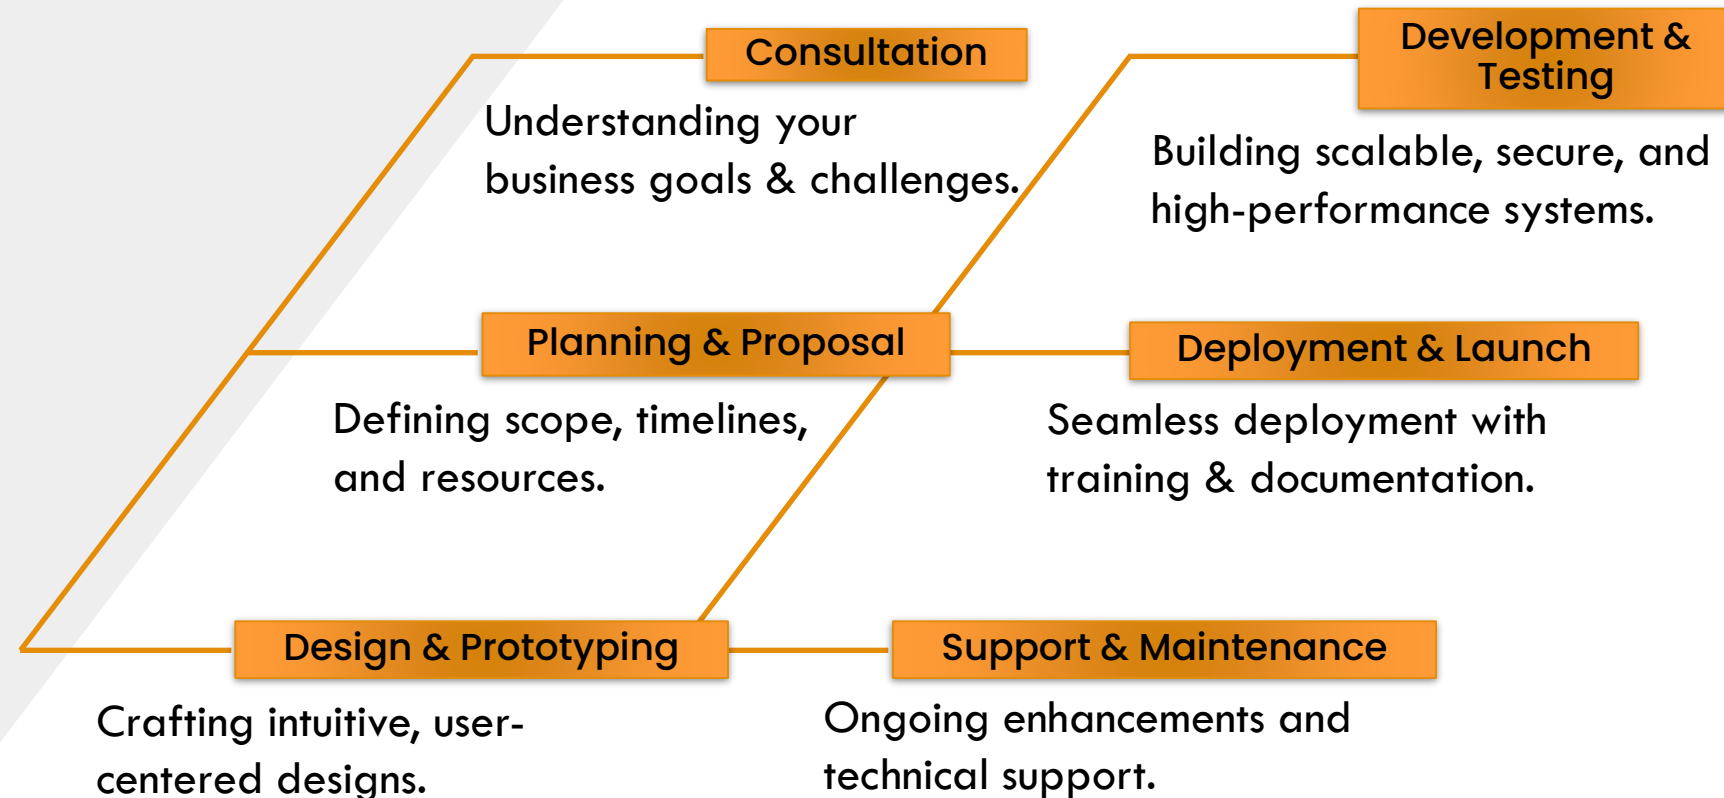 Consultation
Understanding your
business goals & challenges.
Planning & Proposal
Defining scope, timelines,
and resources.
Design & Prototyping
Crafting intuitive, user-
centered designs.
Development &
Testing
Building scalable, secure, and
high-performance systems.
Deployment & Launch
Seamless deployment with
training & documentation.
Support & Maintenance
Ongoing enhancements and
technical support.